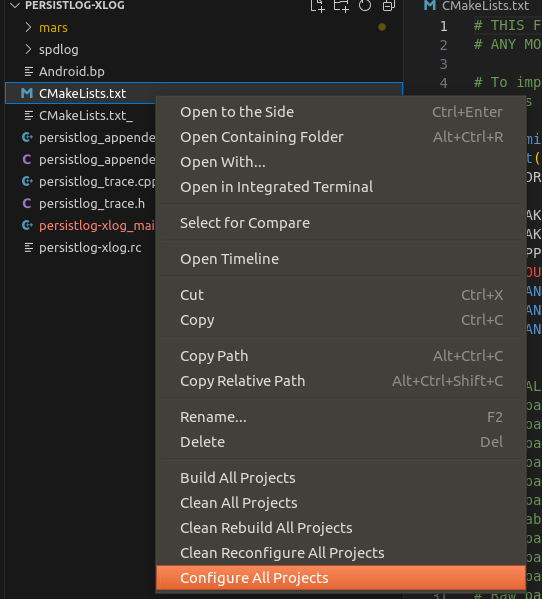 PERSISTLOG-XLOG
mars
spdlog
Android.bp
CMakeLists.txt
CMakeLists.txt_
persistlog_appende
persistlog_appende
persistlog_trace.cpp
persistlog_trace.h
persistlog-xlog_mai
persistlog-xlog.rc
Open to the Side Ctrl+Enter
Open Containing Folder Alt+Ctrl+R
Open With...
Open in Integrated Terminal
Select for Compare
Open Timeline
Cut Ctrl+X
Copy Ctrl+C
Copy Path Alt+Ctrl+C
Copy Relative Path Alt+Ctrl+Shift+C
Rename... F2
Delete Del
Build All Projects
Clean All Projects
Clean Rebuild All Projects
Clean Reconfigure All Projects
Configure All Projects
CMakeLists.txt
1 # THIS F
2 # ANY MO
3
4 # To imp